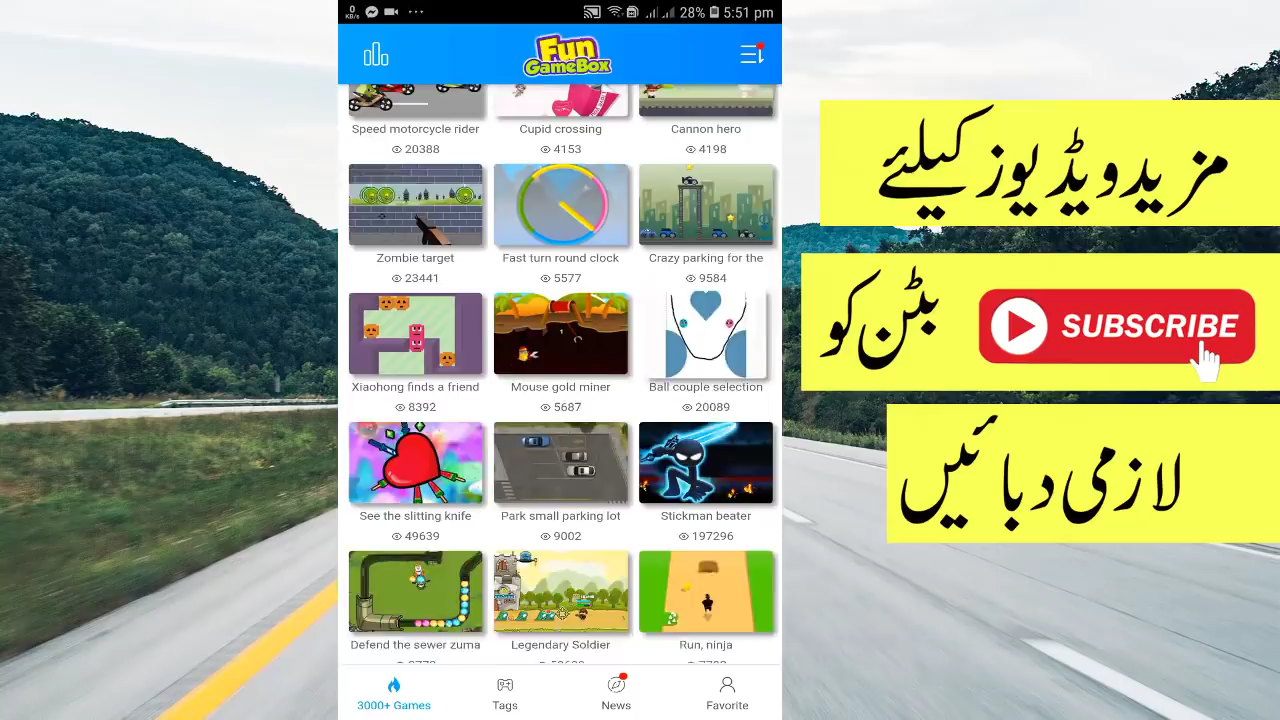 0 KB/s ... 28% 5:51 pm
Fun GameBox
Speed motorcycle rider
20388
Cupid crossing
4153
Cannon hero
4198
Zombie target
23441
Fast turn round clock
5577
Crazy parking for the
9584
Xiaohong finds a friend
8392
Mouse gold miner
5687
Ball couple selection
20089
See the slitting knife
49639
Park small parking lot
9002
Stickman beater
197296
Defend the sewer zuma
Legendary Soldier
Run, ninja
3000+ Games
Tags
News
Favorite
مزید ویڈیوز کیلئے
SUBSCRIBE بٹن کو
لازمی دبائیں